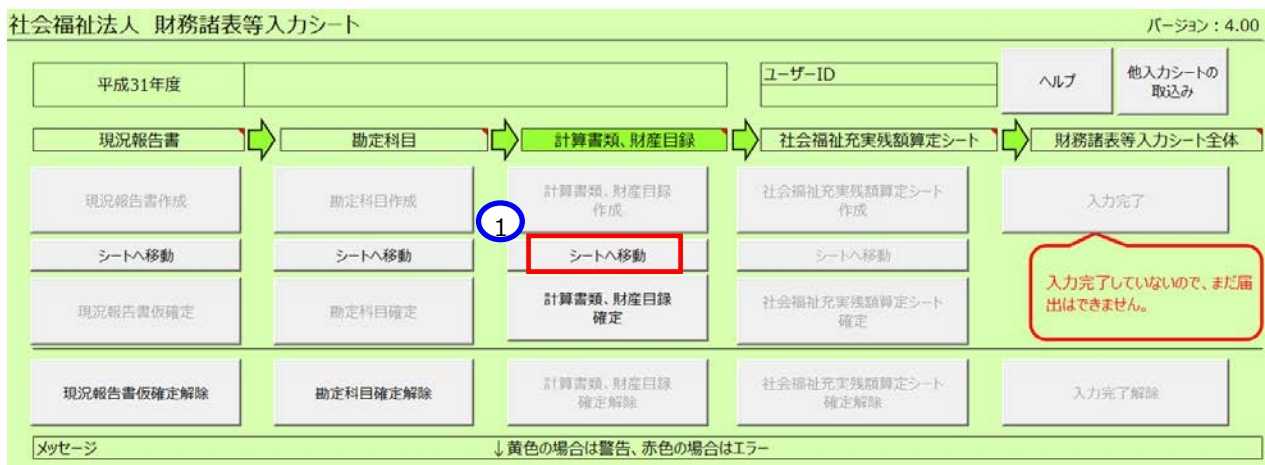 社会福祉法人 財務諸表等入力シート
バージョン：4.00
平成31年度
ユーザーID
ヘルプ
他入力シートの
取込み
現況報告書
勘定科目
計算書類、財産目録
社会福祉充実残額算定シート
財務諸表等入力シート全体
現況報告書作成
勘定科目作成
計算書類、財産目録
作成
社会福祉充実残額算定シート
作成
入力完了
1
シートへ移動
シートへ移動
シートへ移動
シートへ移動
入力完了していないので、まだ届
出はできません。
現況報告書仮確定
勘定科目確定
計算書類、財産目録
確定
社会福祉充実残額算定シート
確定
現況報告書仮確定解除
勘定科目確定解除
計算書類、財産目録
確定解除
社会福祉充実残額算定シート
確定解除
入力完了解除
メッセージ
↓黄色の場合は警告、赤色の場合はエラー